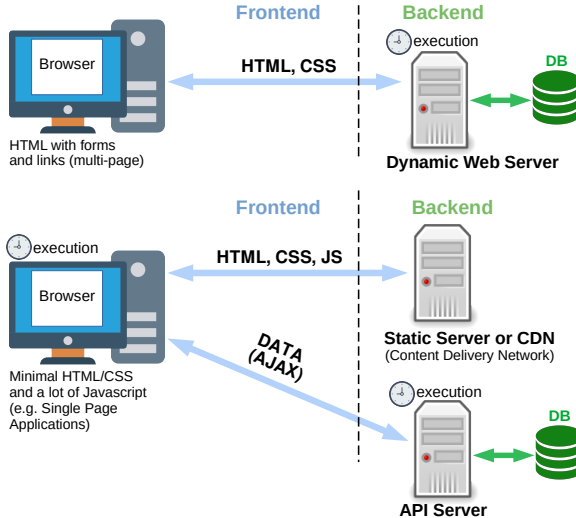 Frontend
Backend
execution
Browser
HTML, CSS
DB
HTML with forms
and links (multi-page)
Dynamic Web Server
Frontend
Backend
execution
HTML, CSS, JS
Browser
DATA
(AJAX)
Static Server or CDN
(Content Delivery Network)
Minimal HTML/CSS
and a lot of Javascript
(e.g. Single Page
Applications)
execution
DB
API Server